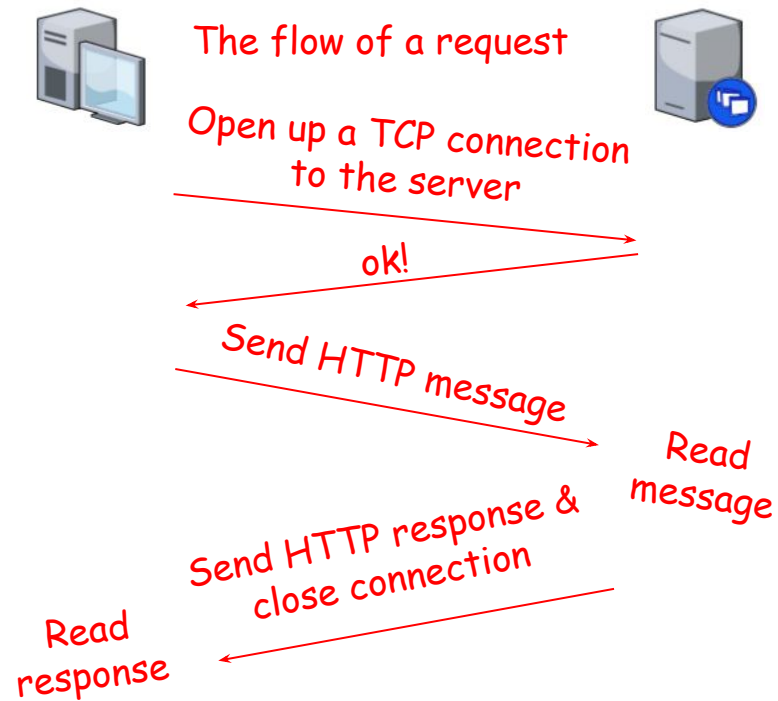 The flow of a request
Open up a TCP connection
to the server
ok!
Send HTTP message
Read
message
Send HTTP response &
close connection
Read
response